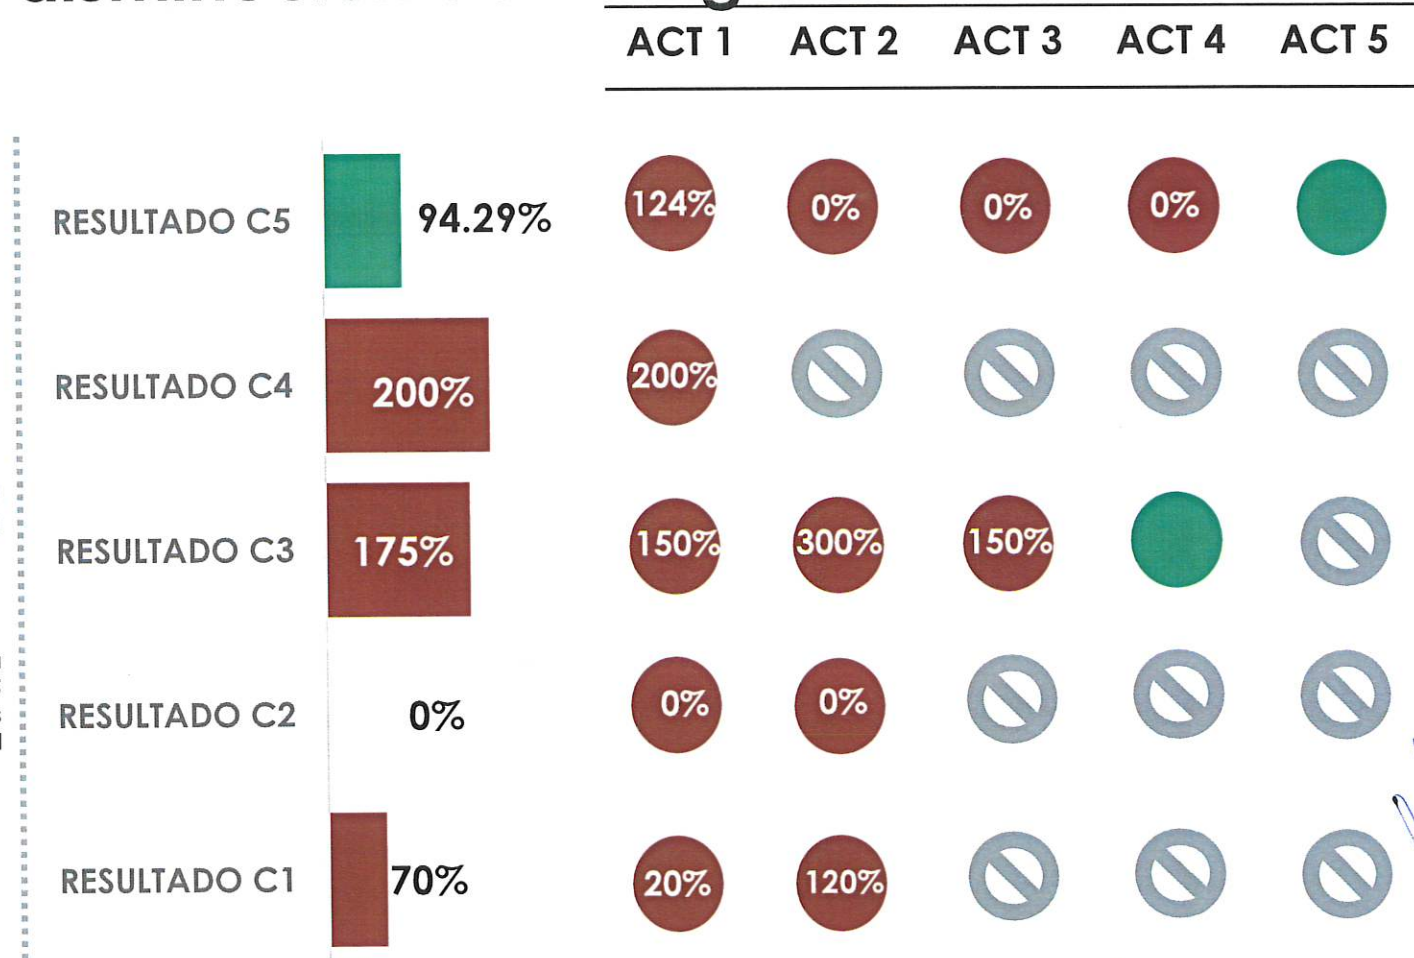 ACT 1 ACT 2 ACT 3 ACT 4 ACT 5
RESULTADO C5 94.29% 124% 0% 0% 0%
RESULTADO C4 200% 200%
RESULTADO C3 175% 150% 300% 150%
RESULTADO C2 0% 0% 0%
RESULTADO C1 70% 20% 120%